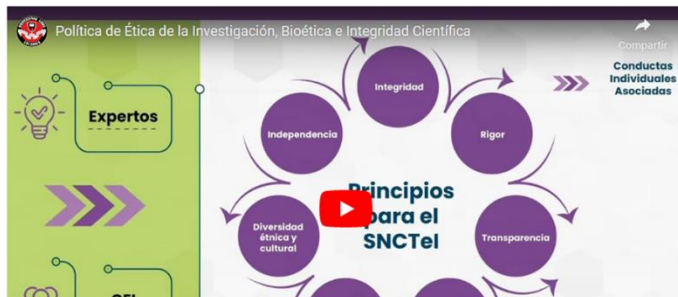 Política de Ética de la Investigación, Bioética e Integridad Científica
Compartir
Conductas
Individuales
Asociadas
Expertos
Integridad
Independencia
Rigor
Principios
para el
SNCTeI
Diversidad
étnica y
cultural
Transparencia